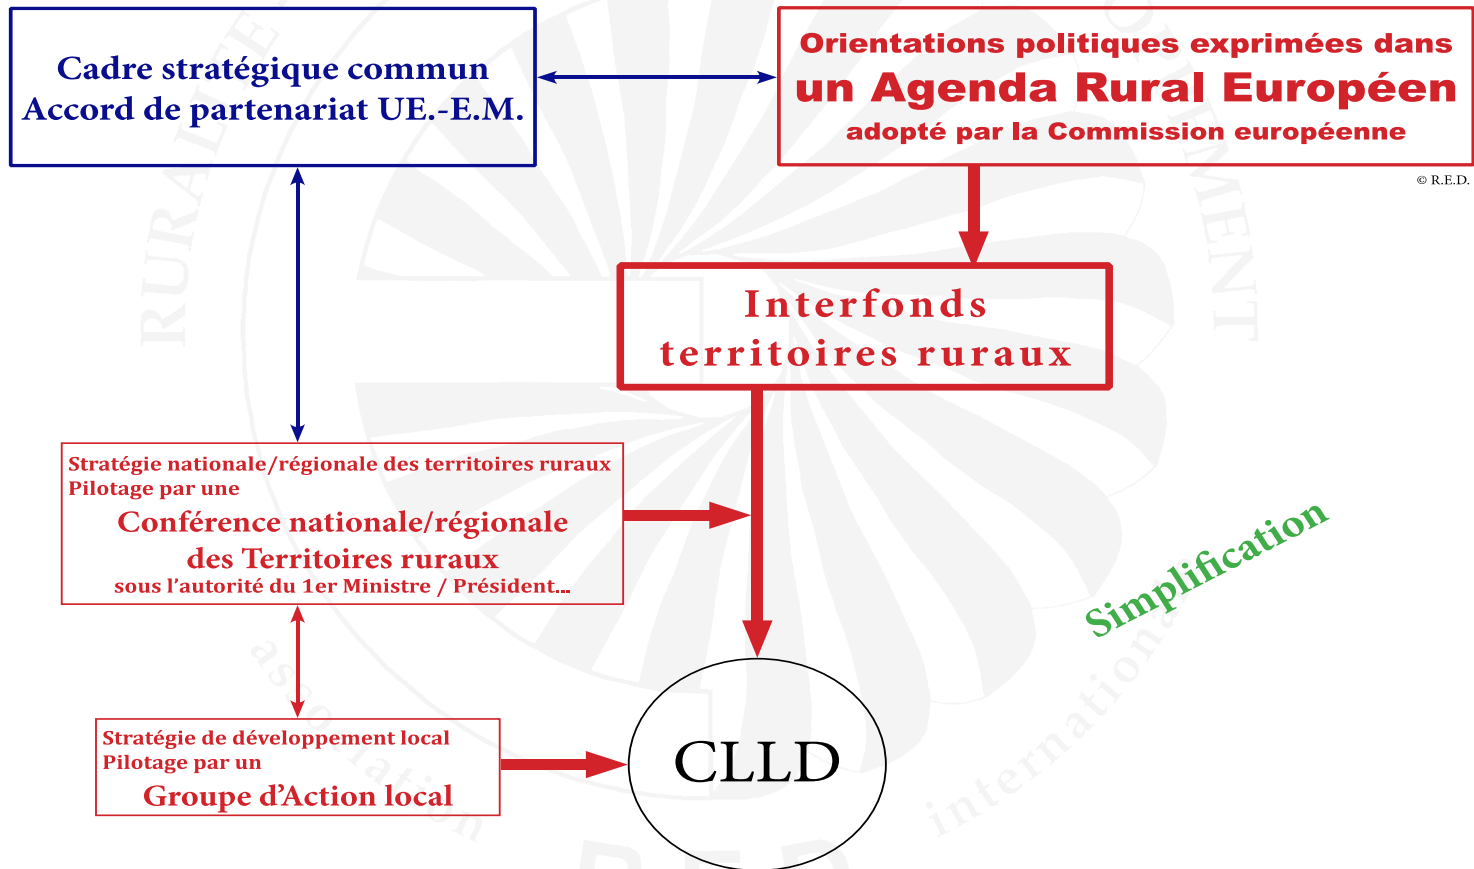 Cadre stratégique commun
Accord de partenariat UE.-E.M.
Orientations politiques exprimées dans
un Agenda Rural Européen
adopté par la Commission européenne
© R.E.D.
Interfonds
territoires ruraux
Stratégie nationale/régionale des territoires ruraux
Pilotage par une
Conférence nationale/régionale
des Territoires ruraux
sous l'autorité du 1er Ministre / Président...
Simplification
Stratégie de développement local
Pilotage par un
Groupe d'Action local
CLLD
association
international